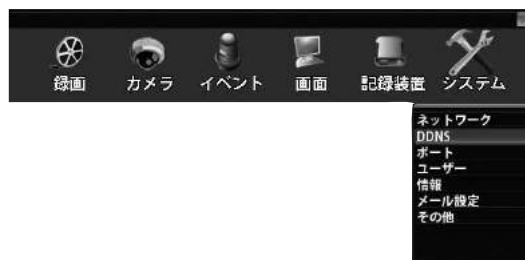 録画 カメラ イベント 画面 記録装置 システム
ネットワーク
DDNS
ポート
ユーザー
情報
メール設定
その他